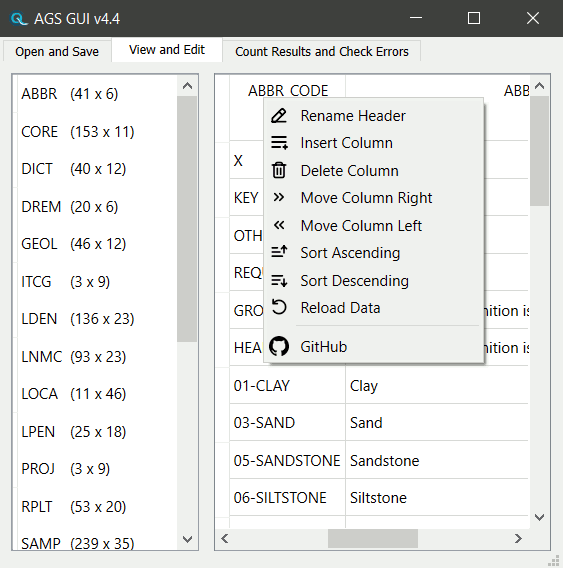 AGS GUI v4.4
Open and Save
View and Edit
Count Results and Check Errors
ABBR (41 x 6)
CORE (153 x 11)
DICT (40 x 12)
DREM (20 x 6)
GEOL (46 x 12)
ITCG (3 x 9)
LDEN (136 x 23)
LNMC (93 x 23)
LOCA (11 x 46)
LPEN (25 x 18)
PROJ (3 x 9)
RPLT (53 x 20)
SAMP (239 x 35)
ABBR_CODE
ABB
X
KEY
OTH
REQ
GRO
nition is
HEA
nition is
Rename Header
Insert Column
Delete Column
Move Column Right
Move Column Left
Sort Ascending
Sort Descending
Reload Data
GitHub
01-CLAY Clay
03-SAND Sand
05-SANDSTONE Sandstone
06-SILTSTONE Siltstone